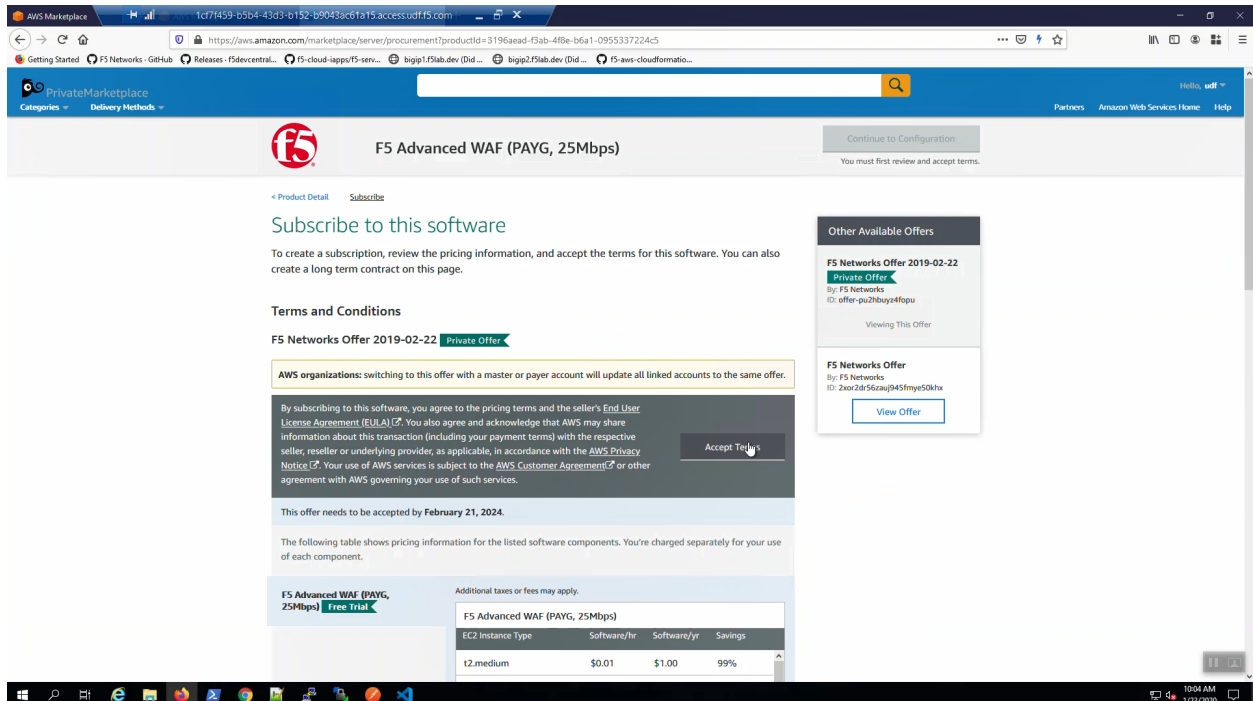 AWS Marketplace
1cf7f459-b5b4-43d3-b152-b9043ac61a15.access.udf.f5.com
https://aws.amazon.com/marketplace/server/procurement?productId=3196aead-f3ab-4f8e-b6a1-0955337224c5
Getting Started F5 Networks · GitHub Releases · f5devcentral... f5-cloud-iapps/f5-serv... bigip1.f5lab.dev (Did ... bigip2.f5lab.dev (Did ... f5-aws-cloudformatio...
PrivateMarketplace
Hello, udf
Categories Delivery Methods
Partners Amazon Web Services Home Help
f5
F5 Advanced WAF (PAYG, 25Mbps)
Continue to Configuration
You must first review and accept terms.
< Product Detail Subscribe
Subscribe to this software
To create a subscription, review the pricing information, and accept the terms for this software. You can also
create a long term contract on this page.
Terms and Conditions
F5 Networks Offer 2019-02-22 Private Offer
AWS organizations: switching to this offer with a master or payer account will update all linked accounts to the same offer.
By subscribing to this software, you agree to the pricing terms and the seller's End User
License Agreement (EULA). You also agree and acknowledge that AWS may share
information about this transaction (including your payment terms) with the respective
seller, reseller or underlying provider, as applicable, in accordance with the AWS Privacy
Notice. Your use of AWS services is subject to the AWS Customer Agreement or other
agreement with AWS governing your use of such services.
Accept Terms
This offer needs to be accepted by February 21, 2024.
The following table shows pricing information for the listed software components. You're charged separately for your use
of each component.
F5 Advanced WAF (PAYG,
25Mbps) Free Trial
Additional taxes or fees may apply.
F5 Advanced WAF (PAYG, 25Mbps)
EC2 Instance Type Software/hr Software/yr Savings
t2.medium $0.01 $1.00 99%
Other Available Offers
F5 Networks Offer 2019-02-22
Private Offer
By: F5 Networks
ID: offer-pu2hbuyz4fopu
Viewing This Offer
F5 Networks Offer
By: F5 Networks
ID: 2xor2dr56zauj945fmye50khx
View Offer
10:04 AM
1/23/2020